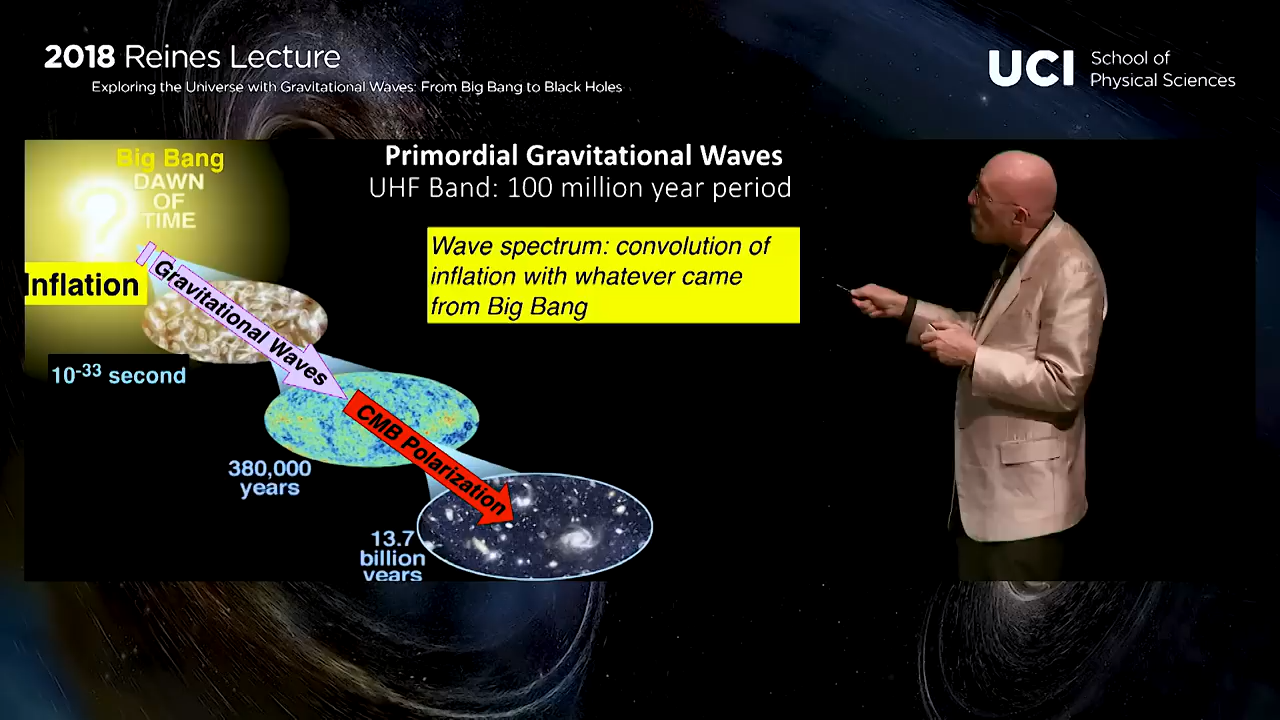 2018 Reines Lecture
Exploring the Universe with Gravitational Waves: From Big Bang to Black Holes
UCI School of
Physical Sciences
Big Bang
DAWN
OF
TIME
?
Inflation
10-33 second
Gravitational Waves
380,000
years
CMB Polarization
13.7
billion
years
Primordial Gravitational Waves
UHF Band: 100 million year period
Wave spectrum: convolution of
inflation with whatever came
from Big Bang